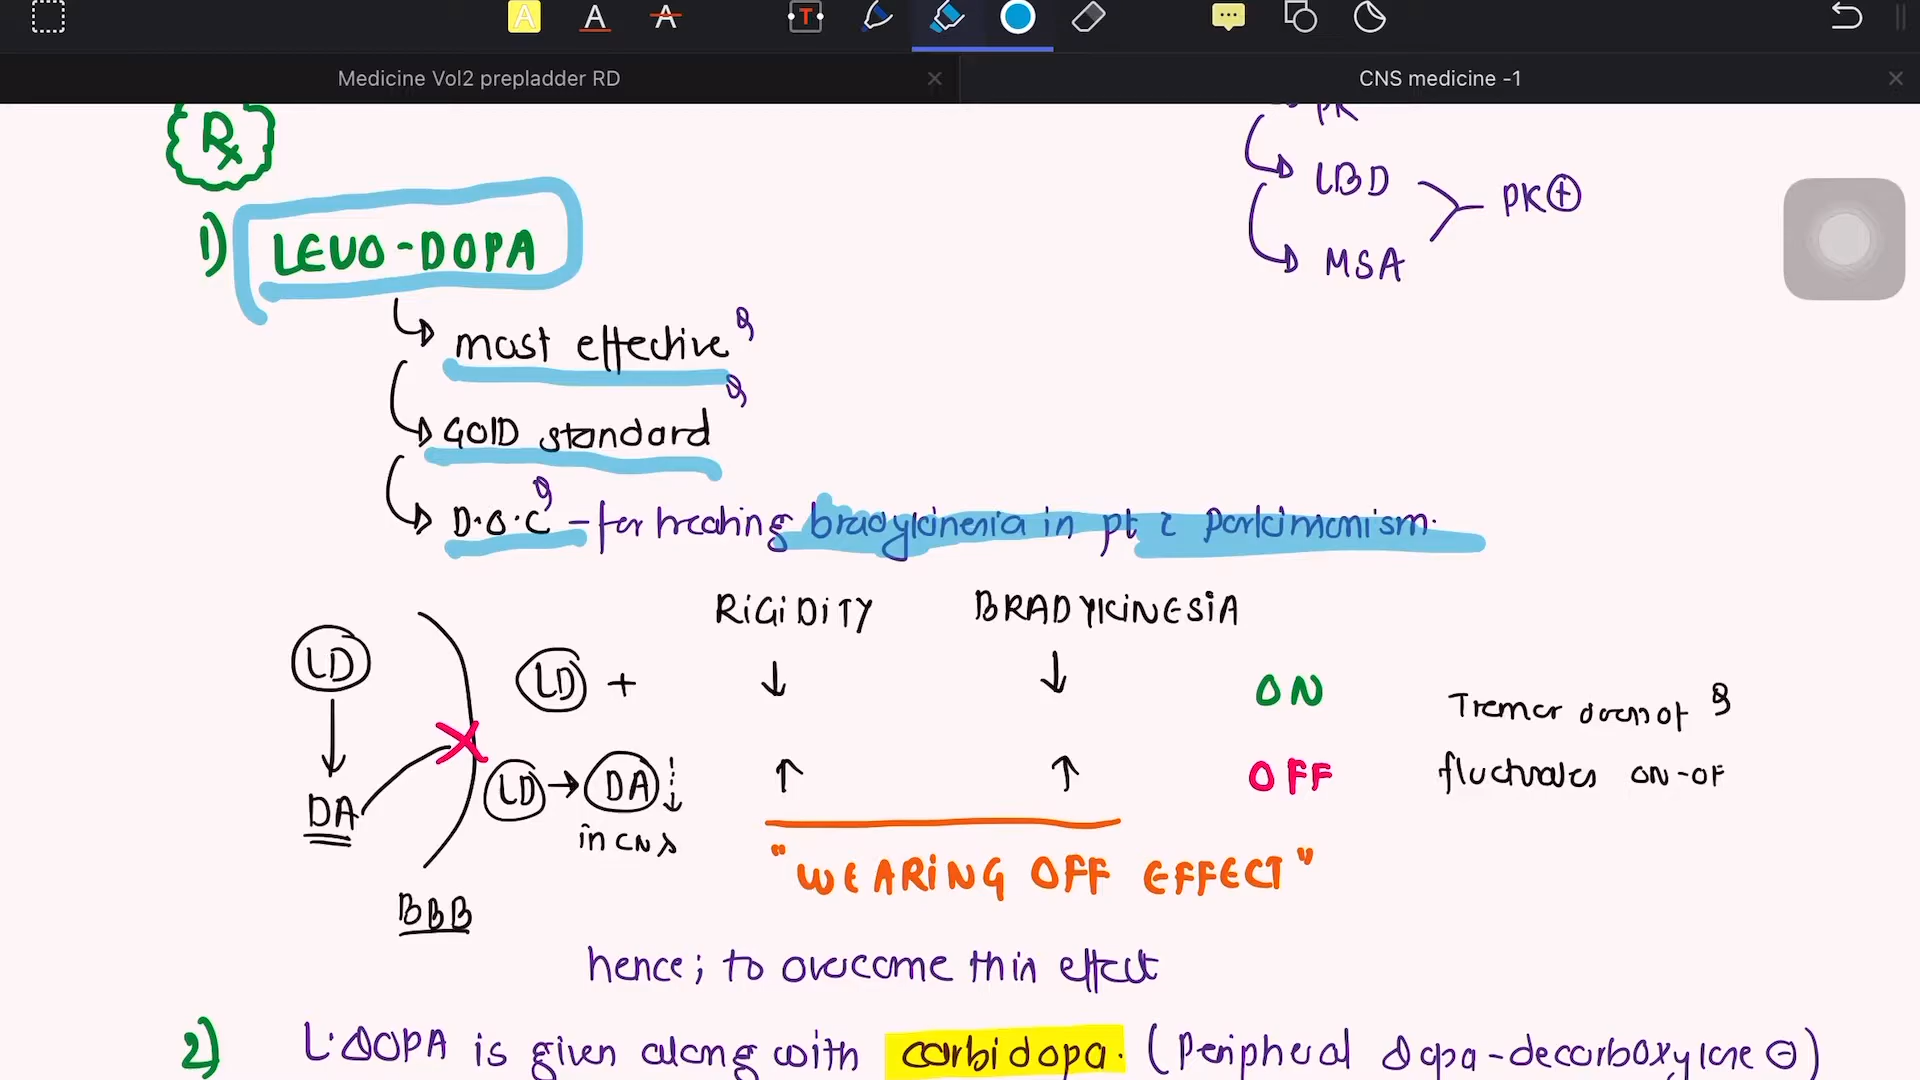 A A A T
Medicine Vol2 prepladder RD
CNS medicine -1
Rx
LBD
PK⊕
MSA
1) LEVO-DOPA
most effective Q
GOlD standard Q
D.O.C Q - for treating bradykinesia in pt c Parkinsonism.
RiGiDiTY BRADYKiNESiA
LD LD + ↓ ↓ ON
Tremor doesnot Q
DA LD → DA ↑ ↑ OFF
fluctuates ON-OF
in CNS
"WEARiNG OFF EFFECT"
BBB
hence; to overcome this effect
2) L-DOPA is given along with carbidopa. (Peripheral Dopa-decarboxylase ⊖)